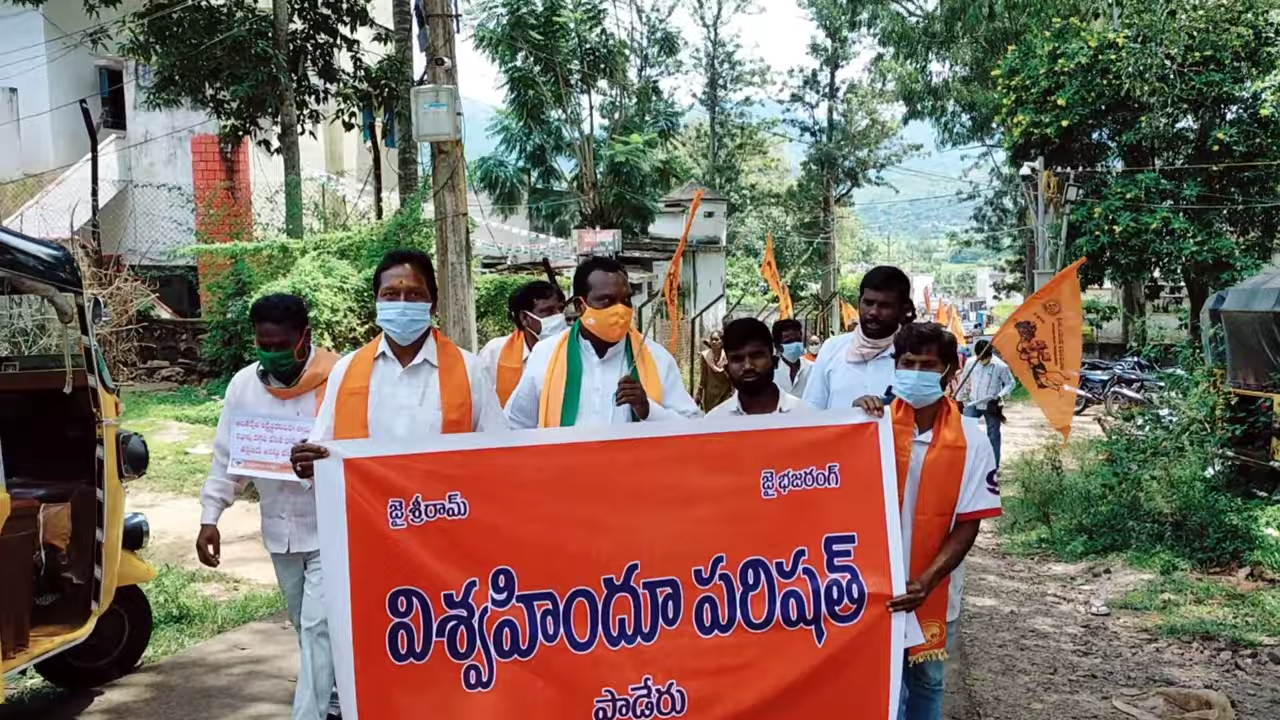 జై శ్రీరామ్
జై భజరంగ్
విశ్వహిందూ పరిషత్
పాడేరు